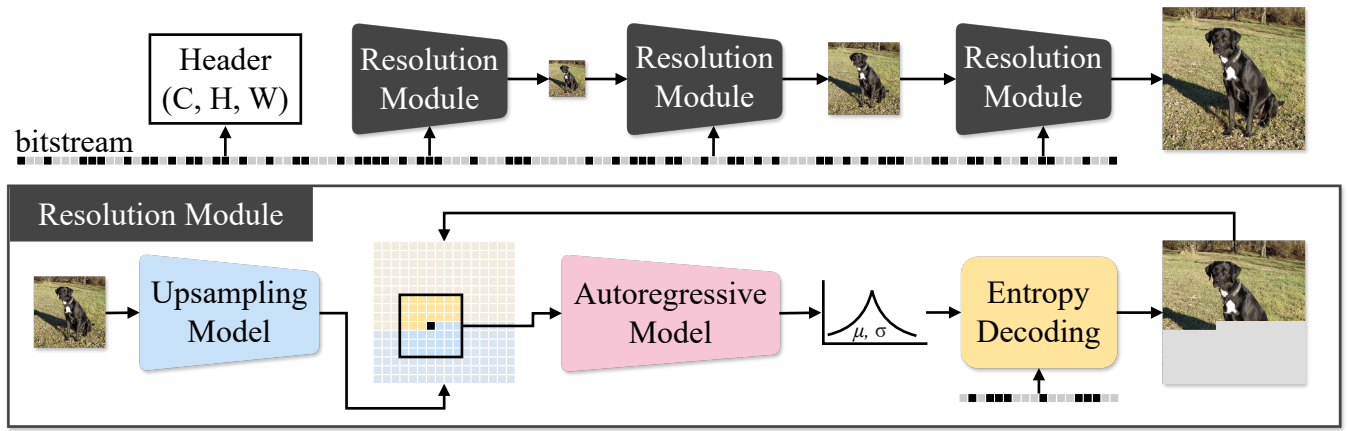 Header
(C, H, W)
Resolution
Module
Resolution
Module
Resolution
Module
bitstream
Resolution Module
Upsampling
Model
Autoregressive
Model
μ, σ
Entropy
Decoding